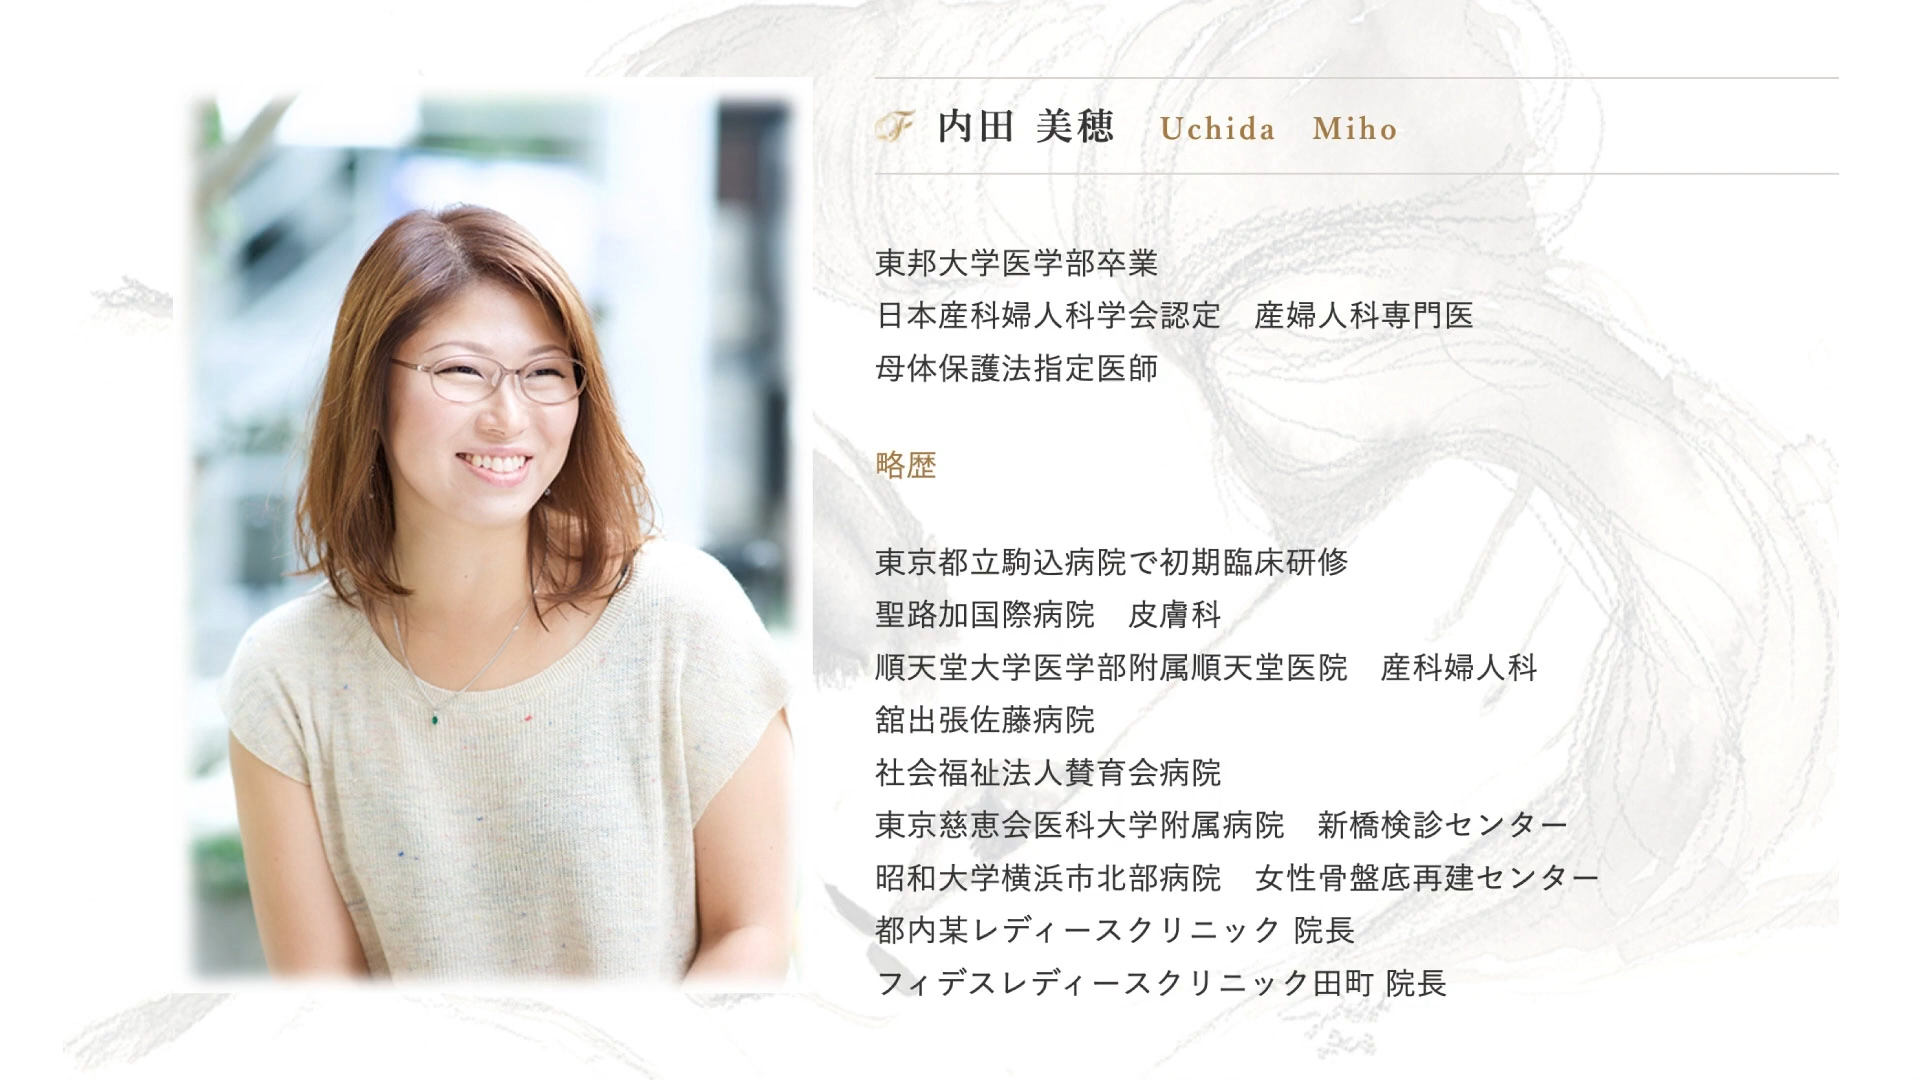 内田 美穂 Uchida Miho
東邦大学医学部卒業
日本産科婦人科学会認定 産婦人科専門医
母体保護法指定医師
略歴
東京都立駒込病院で初期臨床研修
聖路加国際病院 皮膚科
順天堂大学医学部附属順天堂医院 産科婦人科
舘出張佐藤病院
社会福祉法人賛育会病院
東京慈恵会医科大学附属病院 新橋検診センター
昭和大学横浜市北部病院 女性骨盤底再建センター
都内某レディースクリニック 院長
フィデスレディースクリニック田町 院長